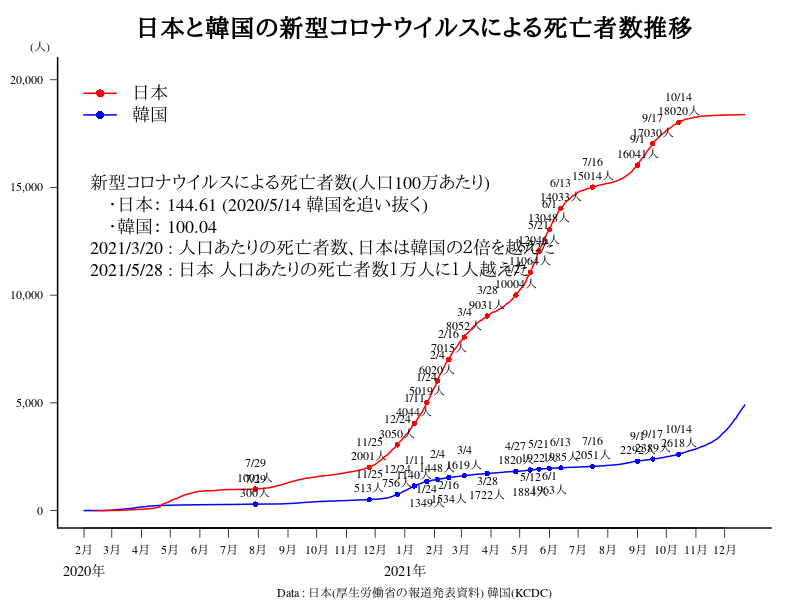 日本と韓国の新型コロナウイルスによる死亡者数推移
(人)
20,000
15,000
10,000
5,000
0
日本
韓国
新型コロナウイルスによる死亡者数(人口100万あたり)
・日本: 144.61 (2020/5/14 韓国を追い抜く)
・韓国: 100.04
2021/3/20 : 人口あたりの死亡者数、日本は韓国の2倍を越えた
2021/5/28 : 日本 人口あたりの死亡者数1万人に1人越えた
7/29
11/25
2001人
12/24
3050人
1/11
4044人
1/24
5019人
2/4
6020人
2/16
7015人
3/4
8052人
3/28
9031人
4/27
10004人
11064人
5/21
6/1
13048人
6/13
14033人
7/16
15014人
9/1
16041人
9/17
17030人
10/14
18020人
7/29
300人
11/25
513人
12/24
756人
1/11
1140人
1/24
1349人
2/4
1448人
2/16
1534人
3/4
1619人
3/28
1722人
4/27
1820人
5/12
1884人
5/21
1922人
6/1
1963人
6/13
1985人
7/16
2051人
9/1
2292人
9/17
2389人
10/14
2618人
2月 3月 4月 5月 6月 7月 8月 9月 10月 11月 12月 1月 2月 3月 4月 5月 6月 7月 8月 9月 10月 11月 12月
2020年 2021年
Data : 日本(厚生労働省の報道発表資料) 韓国(KCDC)